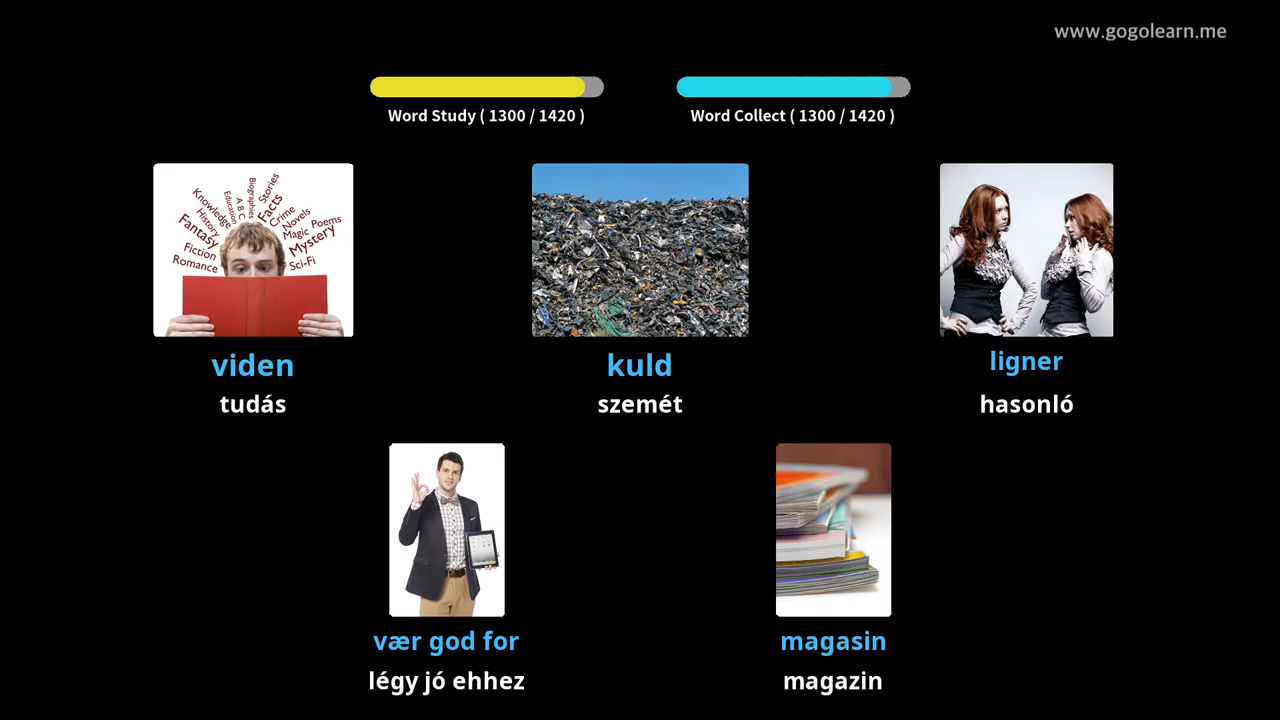 www.gogolearn.me
Word Study ( 1300 / 1420 )
Word Collect ( 1300 / 1420 )
Knowledge
History
Fantasy
Fiction
Romance
Education
A B C
Biographies
Stories
Facts
Crime
Novels
Magic
Poems
Mystery
Sci-Fi
viden
kuld
ligner
tudás
szemét
hasonló
vær god for
magasin
légy jó ehhez
magazin